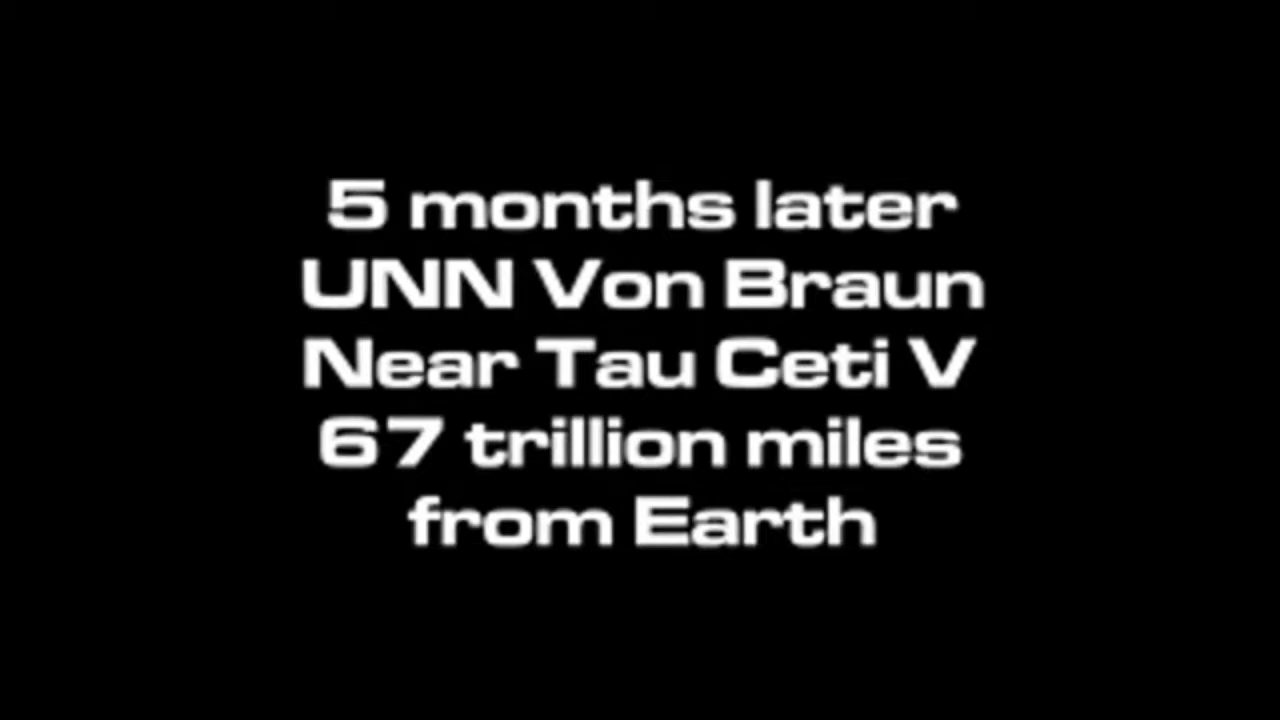 5 months later
UNN Von Braun
Near Tau Ceti V
67 trillion miles
from Earth